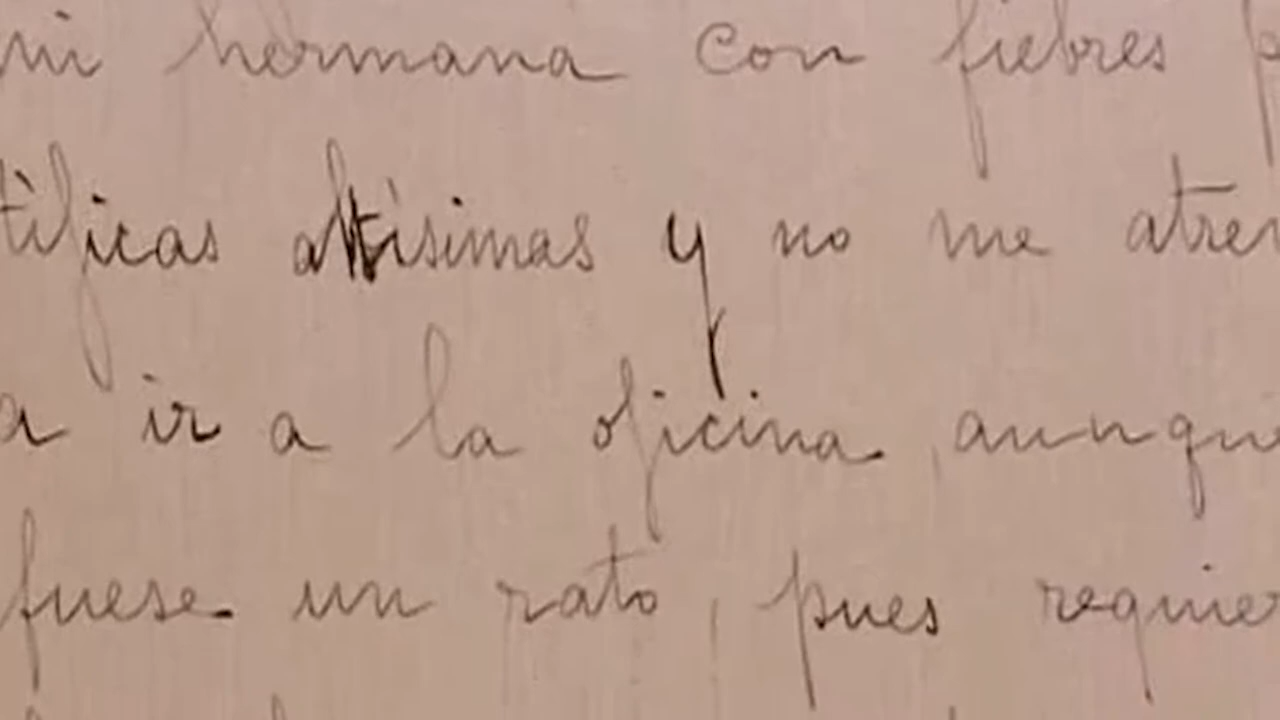 mi hermana con fiebres p
tíficas altísimas y no me atrev
a ir a la oficina, aunque
fuese un rato, pues requier